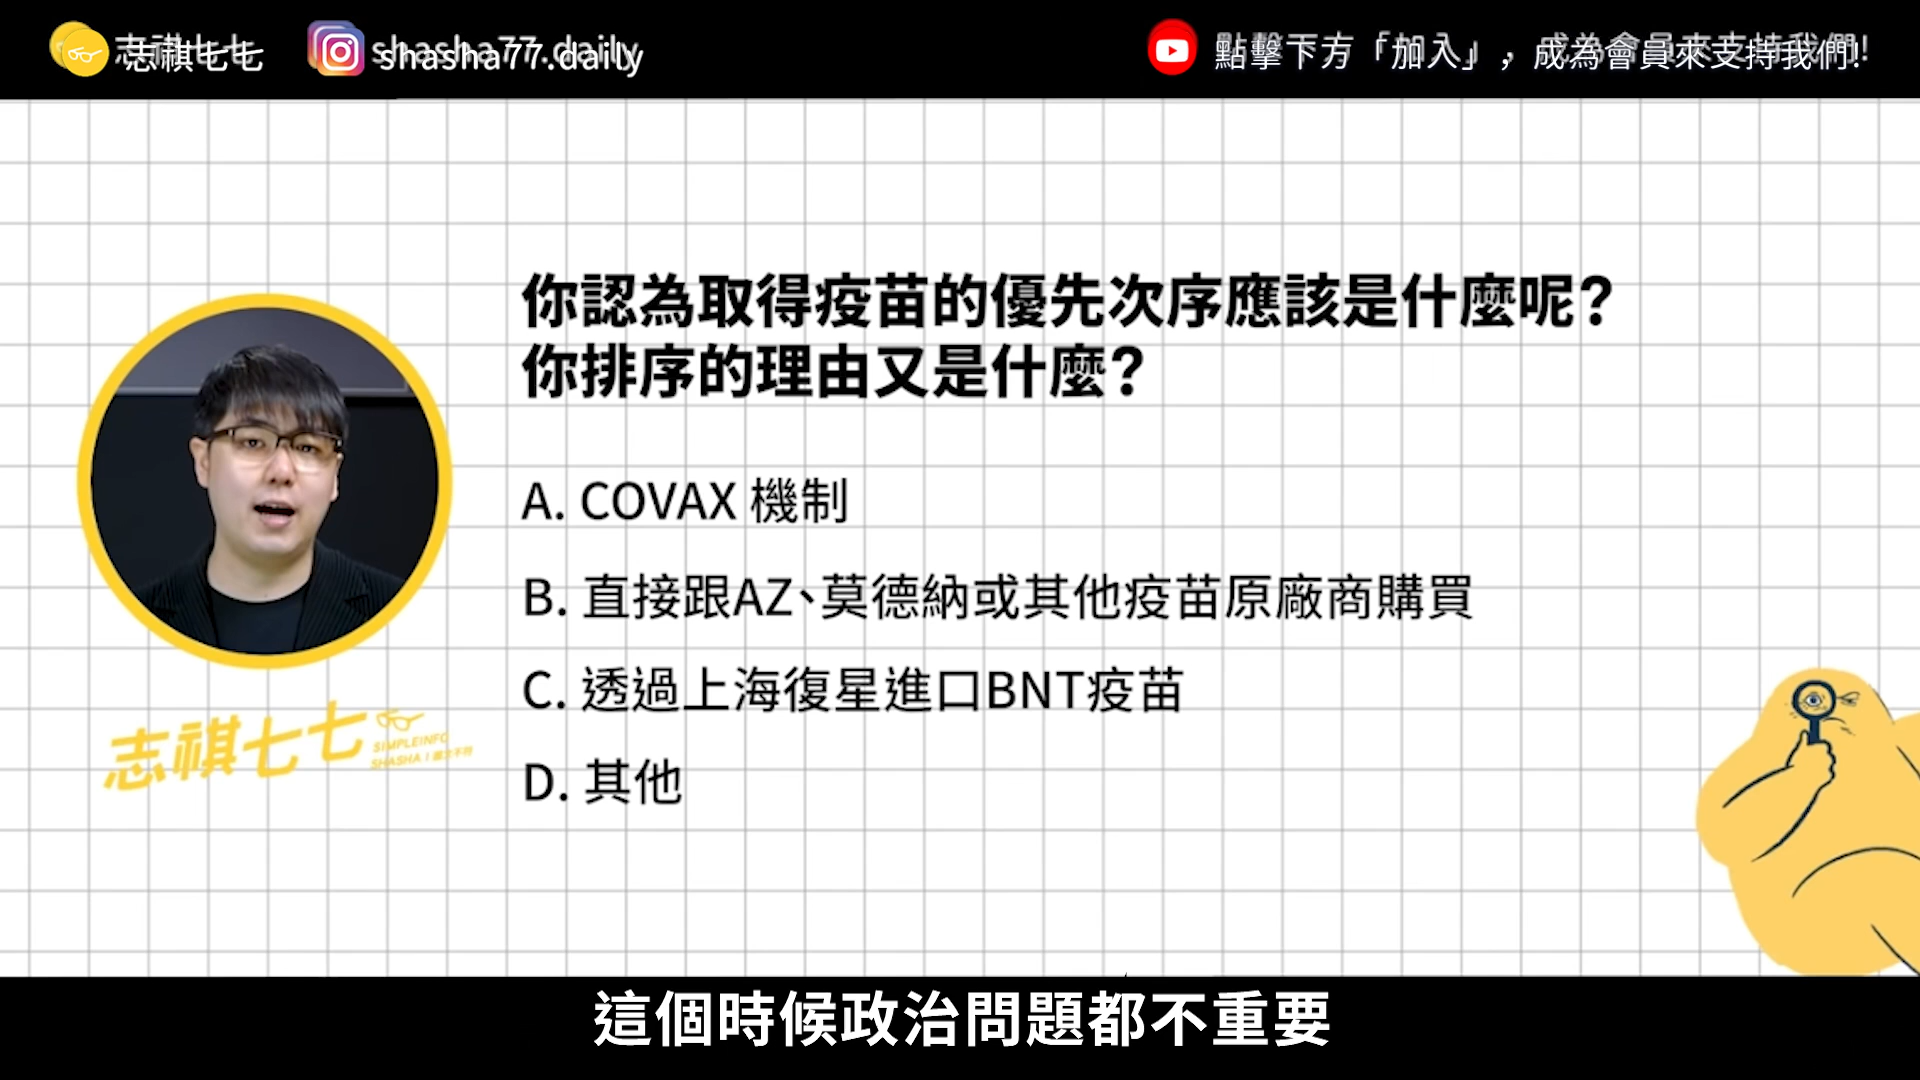 志祺七七
shasha77.daily
點擊下方「加入」，成為會員來支持我們!
你認為取得疫苗的優先次序應該是什麼呢？
你排序的理由又是什麼？
A. COVAX 機制
B. 直接跟AZ、莫德納或其他疫苗原廠商購買
C. 透過上海復星進口BNT疫苗
D. 其他
志祺七七
SIMPLEINFO
SHASHA！圖文不符
這個時候政治問題都不重要